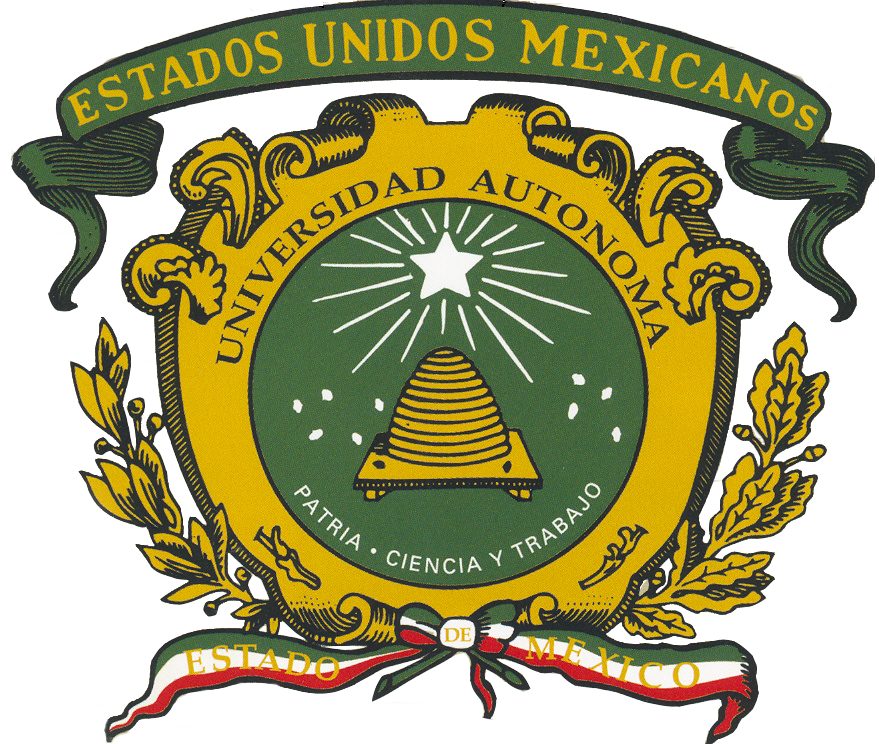 ESTADOS UNIDOS MEXICANOS
UNIVERSIDAD AUTONOMA
PATRIA • CIENCIA Y TRABAJO
ESTADO DE MEXICO